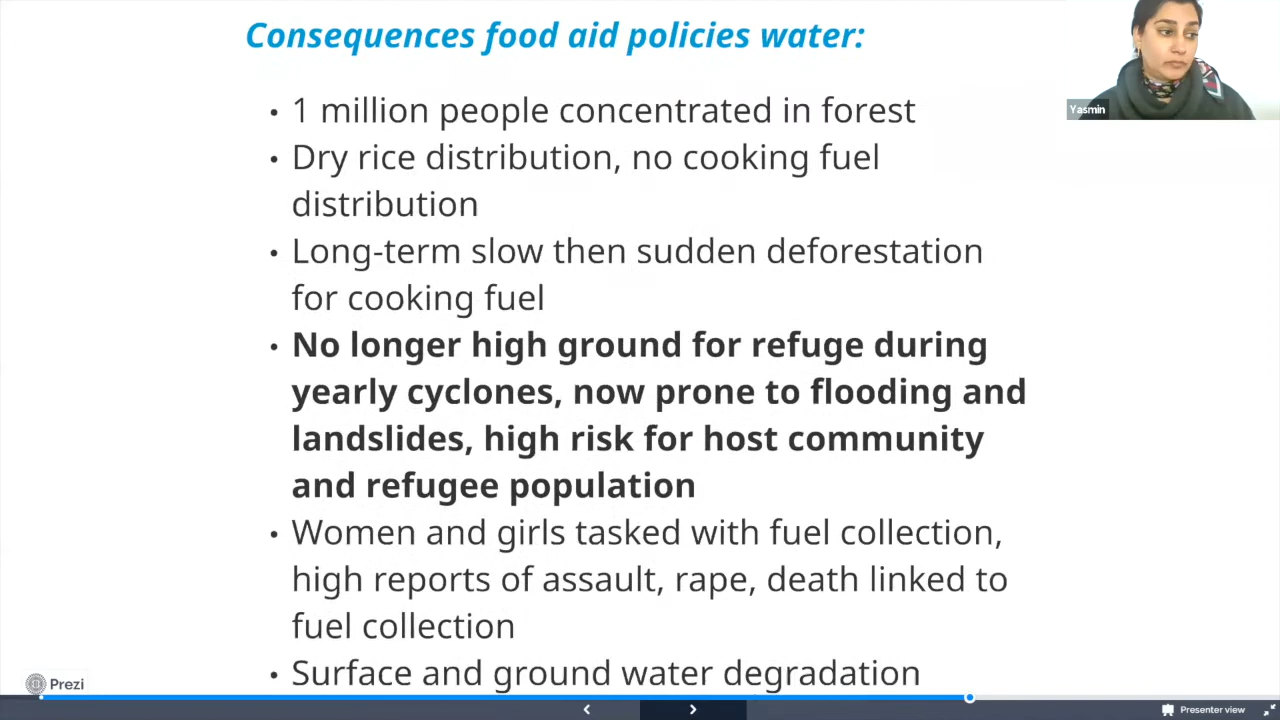 Consequences food aid policies water:
• 1 million people concentrated in forest
• Dry rice distribution, no cooking fuel
distribution
• Long-term slow then sudden deforestation
for cooking fuel
• No longer high ground for refuge during
yearly cyclones, now prone to flooding and
landslides, high risk for host community
and refugee population
• Women and girls tasked with fuel collection,
high reports of assault, rape, death linked to
fuel collection
• Surface and ground water degradation
Yasmin
Prezi
Presenter view